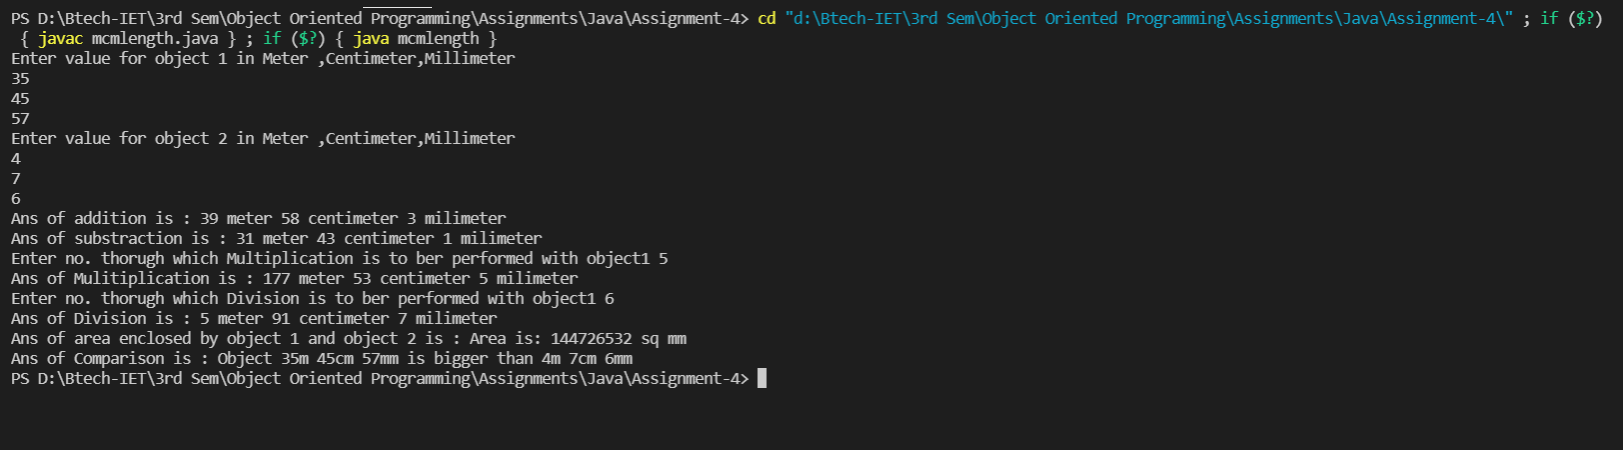 PS D:\Btech-IET\3rd Sem\Object Oriented Programming\Assignments\Java\Assignment-4> cd "d:\Btech-IET\3rd Sem\Object Oriented Programming\Assignments\Java\Assignment-4\" ; if ($?)
{ javac mcmlength.java } ; if ($?) { java mcmlength }
Enter value for object 1 in Meter ,Centimeter,Millimeter
35
45
57
Enter value for object 2 in Meter ,Centimeter,Millimeter
4
7
6
Ans of addition is : 39 meter 58 centimeter 3 milimeter
Ans of substraction is : 31 meter 43 centimeter 1 milimeter
Enter no. thorugh which Multiplication is to ber performed with object1 5
Ans of Mulitiplication is : 177 meter 53 centimeter 5 milimeter
Enter no. thorugh which Division is to ber performed with object1 6
Ans of Division is : 5 meter 91 centimeter 7 milimeter
Ans of area enclosed by object 1 and object 2 is : Area is: 144726532 sq mm
Ans of Comparison is : Object 35m 45cm 57mm is bigger than 4m 7cm 6mm
PS D:\Btech-IET\3rd Sem\Object Oriented Programming\Assignments\Java\Assignment-4>